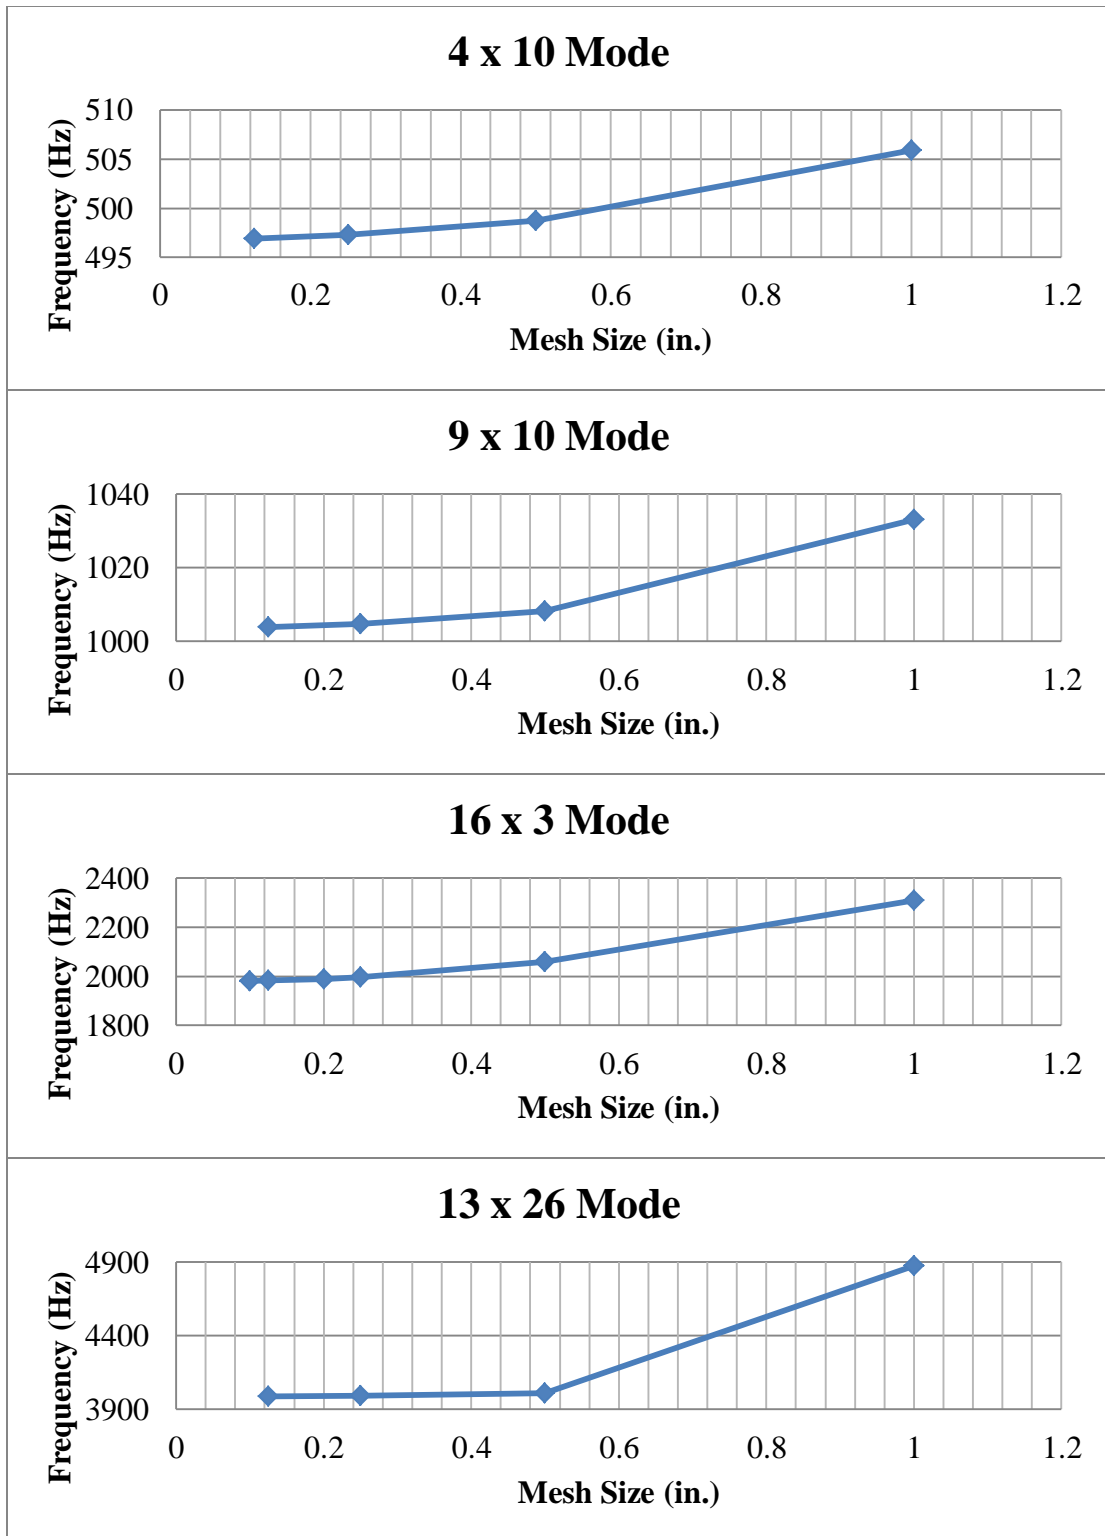 4 x 10 Mode
Frequency (Hz)
510
505
500
495
0 0.2 0.4 0.6 0.8 1 1.2
Mesh Size (in.)
9 x 10 Mode
Frequency (Hz)
1040
1020
1000
0 0.2 0.4 0.6 0.8 1 1.2
Mesh Size (in.)
16 x 3 Mode
Frequency (Hz)
2400
2200
2000
1800
0 0.2 0.4 0.6 0.8 1 1.2
Mesh Size (in.)
13 x 26 Mode
Frequency (Hz)
4900
4400
3900
0 0.2 0.4 0.6 0.8 1 1.2
Mesh Size (in.)